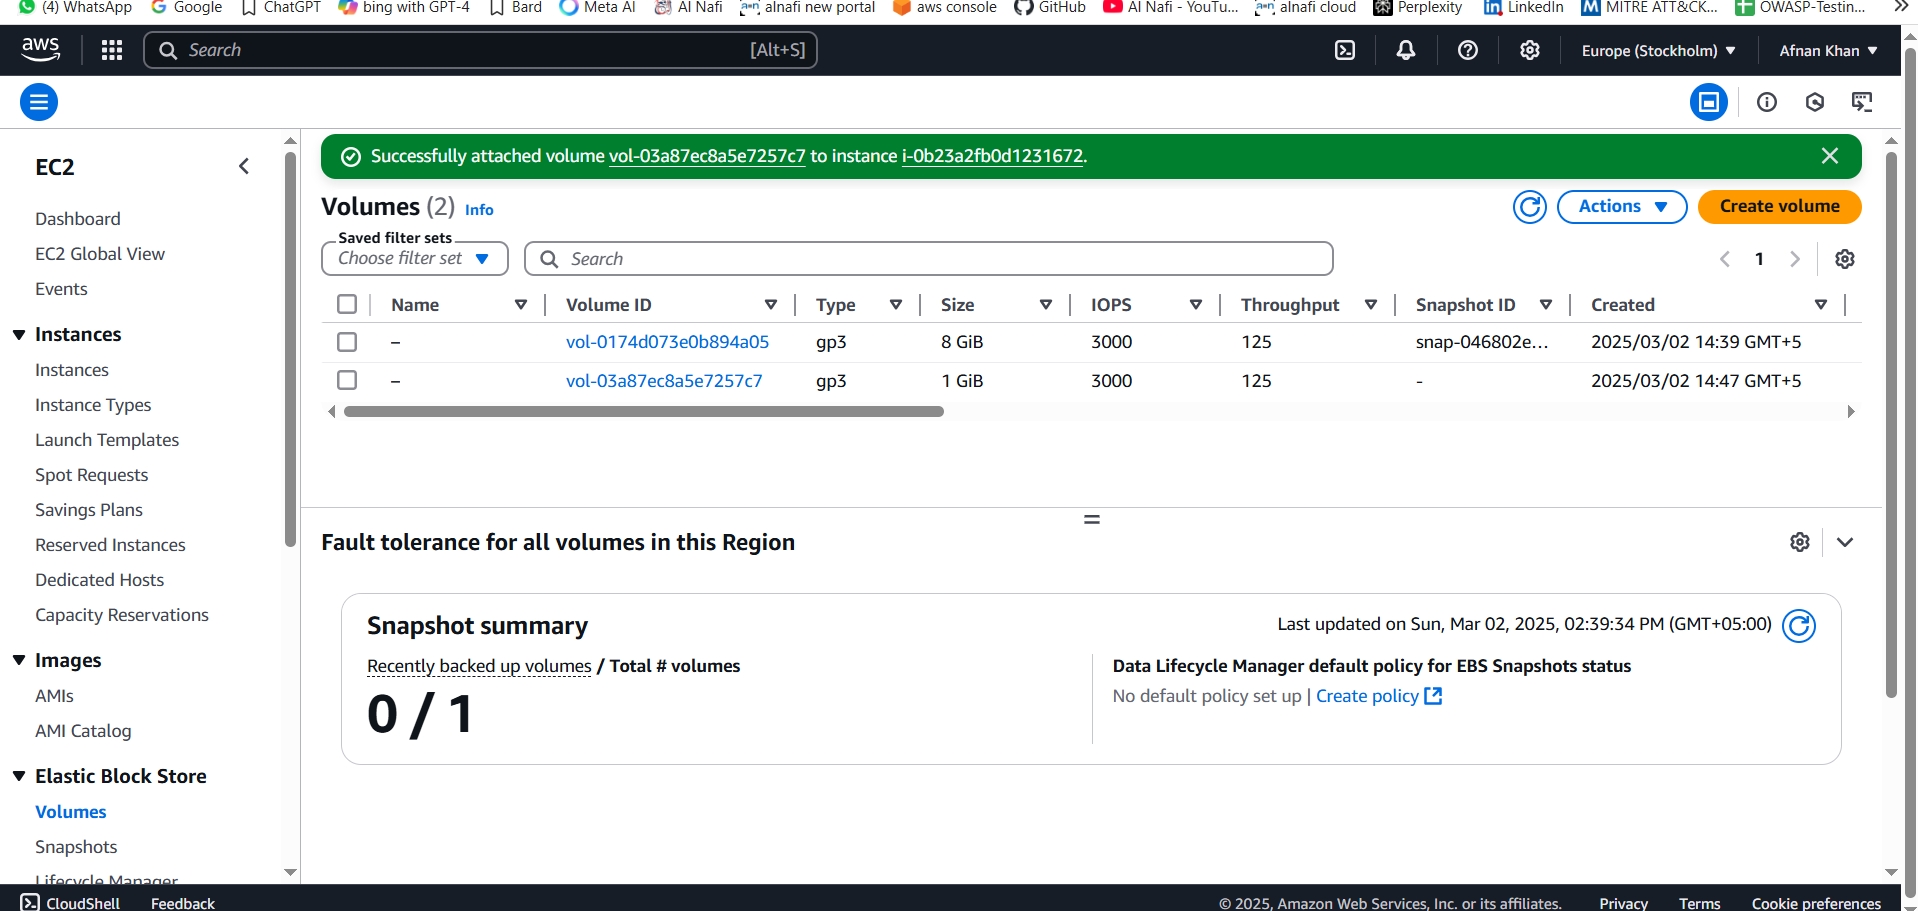 (4) WhatsApp Google ChatGPT bing with GPT-4 Bard Meta AI Al Nafi alnafi new portal aws console GitHub Al Nafi - YouTu... alnafi cloud Perplexity LinkedIn MITRE ATT&CK... OWASP-Testin...
aws Search [Alt+S] Europe (Stockholm) Afnan Khan
Successfully attached volume vol-03a87ec8a5e7257c7 to instance i-0b23a2fb0d1231672.
EC2
Dashboard
EC2 Global View
Events
Instances
Instances
Instance Types
Launch Templates
Spot Requests
Savings Plans
Reserved Instances
Dedicated Hosts
Capacity Reservations
Images
AMIs
AMI Catalog
Elastic Block Store
Volumes
Snapshots
Lifecycle Manager
Volumes (2) Info Actions Create volume
Saved filter sets
Choose filter set Search 1
Name Volume ID Type Size IOPS Throughput Snapshot ID Created
– vol-0174d073e0b894a05 gp3 8 GiB 3000 125 snap-046802e... 2025/03/02 14:39 GMT+5
– vol-03a87ec8a5e7257c7 gp3 1 GiB 3000 125 - 2025/03/02 14:47 GMT+5
Fault tolerance for all volumes in this Region
Snapshot summary Last updated on Sun, Mar 02, 2025, 02:39:34 PM (GMT+05:00)
Recently backed up volumes / Total # volumes
0 / 1
Data Lifecycle Manager default policy for EBS Snapshots status
No default policy set up | Create policy
CloudShell Feedback © 2025, Amazon Web Services, Inc. or its affiliates. Privacy Terms Cookie preferences